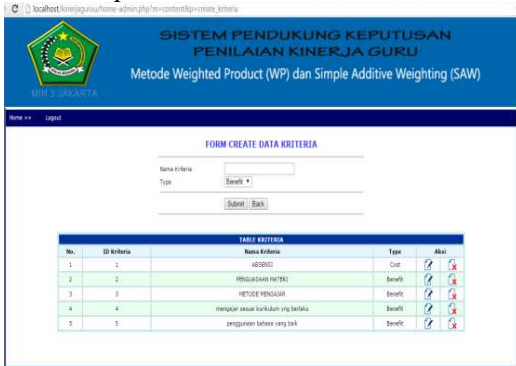 localhost/kinerjaguruu/home-admin.php?m=content&p=create_kriteria
SISTEM PENDUKUNG KEPUTUSAN
PENILAIAN KINERJA GURU
Metode Weighted Product (WP) dan Simple Additive Weighting (SAW)
MIN 3 JAKARTA
Home >> Logout
FORM CREATE DATA KRITERIA
Nama Kriteria
Type Benefit
Submit Back
TABLE KRITERIA
No. ID Kriteria Nama Kriteria Type Aksi
1 1 ABSENSI Cost
2 2 PENGUASAAN MATERI Benefit
3 3 METODE MENGAJAR Benefit
4 4 mengajar sesuai kurikulum yng berlaku Benefit
5 5 penggunaan bahasa yang baik Benefit